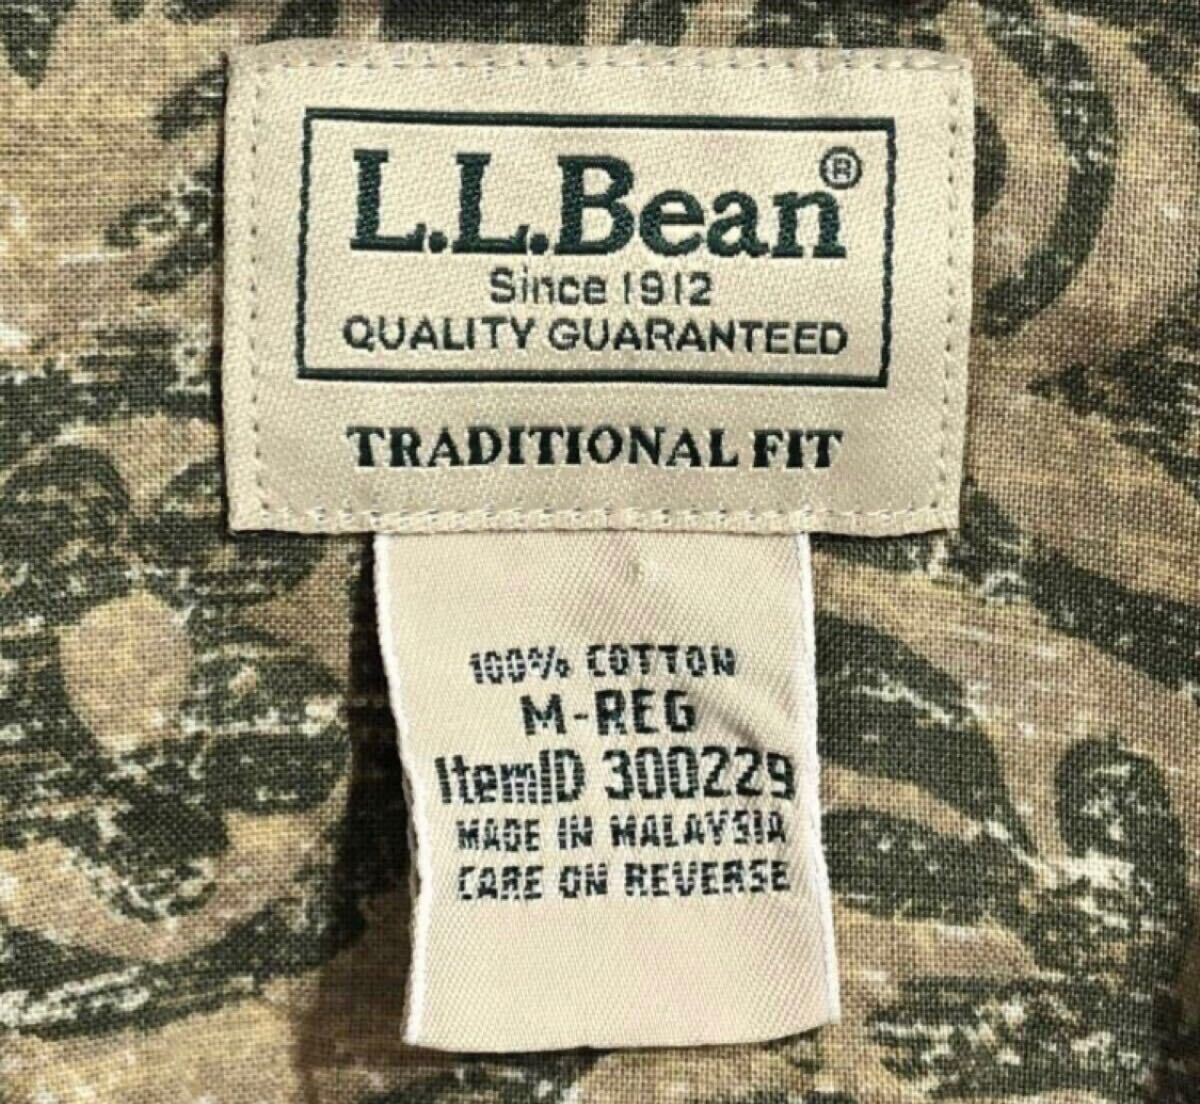 L.L.Bean®
Since 1912
QUALITY GUARANTEED
TRADITIONAL FIT
100% COTTON
M-REG
ItemID 300229
MADE IN MALAYSIA
CARE ON REVERSE